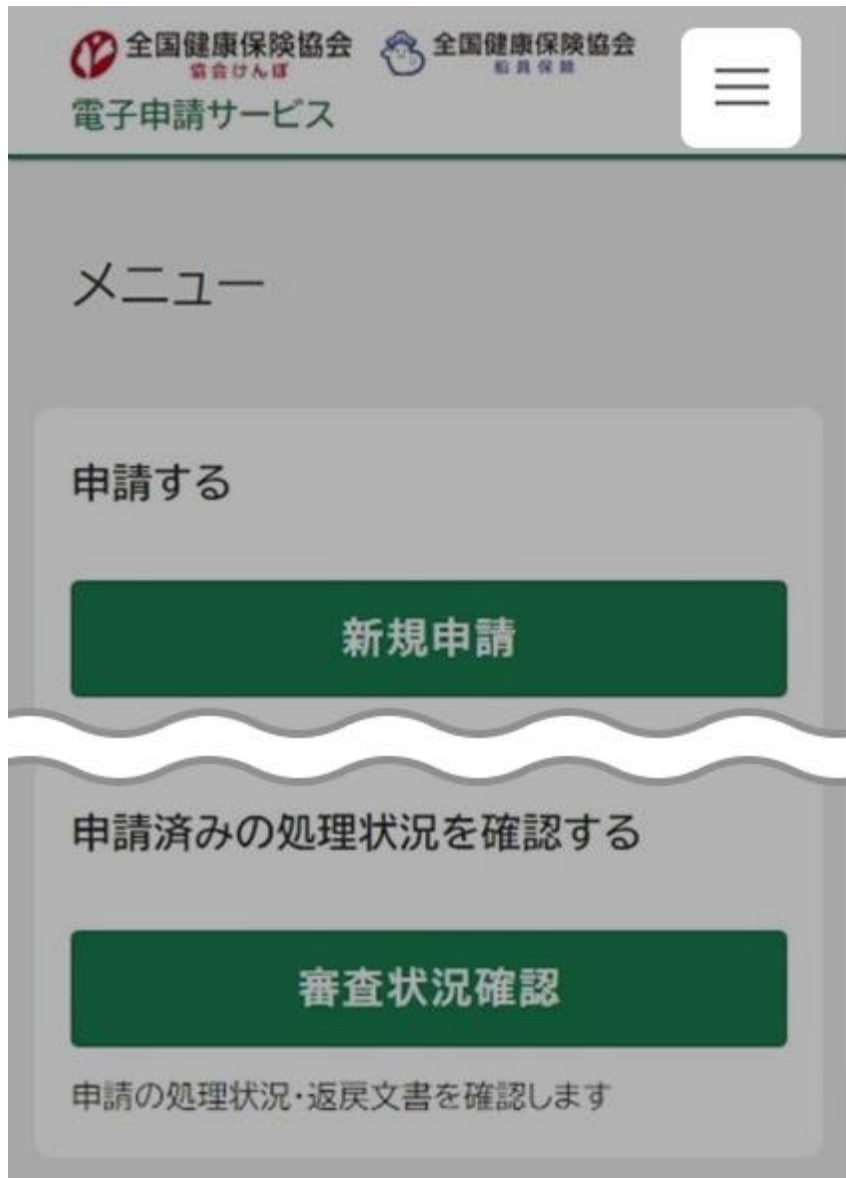 全国健康保険協会
協会けんぽ
全国健康保険協会
船員保険
電子申請サービス
メニュー
申請する
新規申請
申請済みの処理状況を確認する
審査状況確認
申請の処理状況・返戻文書を確認します